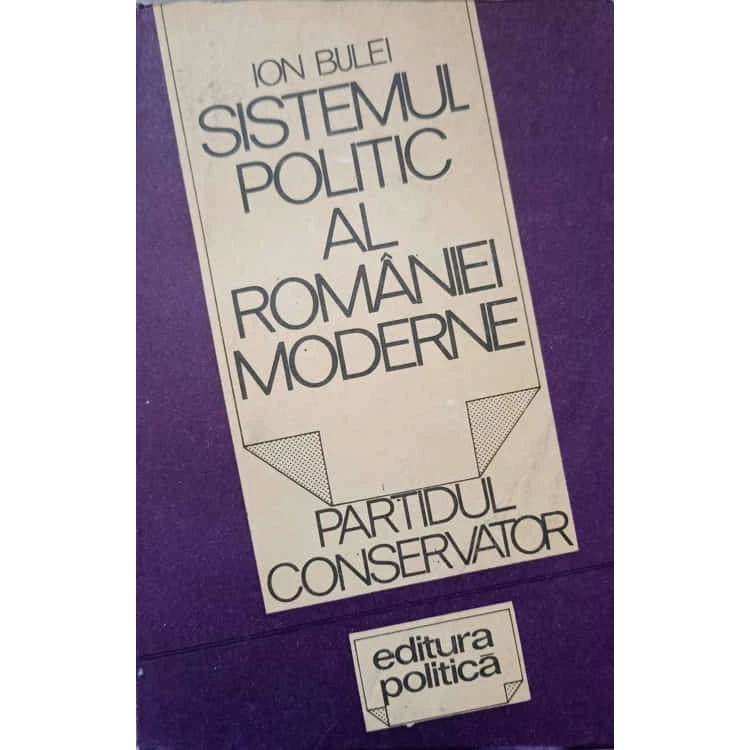 ION BULEI
SISTEMUL
POLITIC
AL
ROMÂNIEI
MODERNE
PARTIDUL
CONSERVATOR
editura
politică